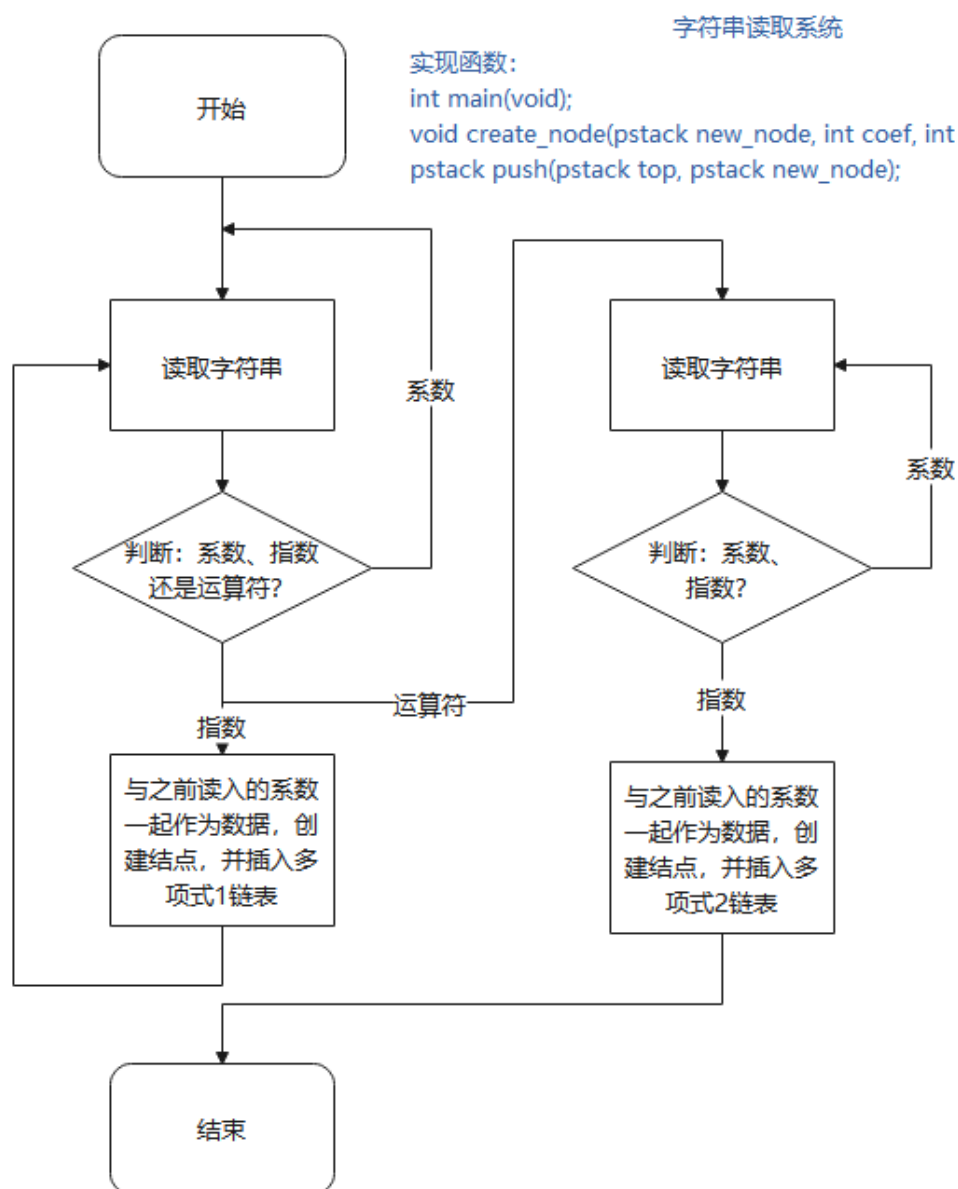 字符串读取系统
实现函数：
int main(void);
void create_node(pstack new_node, int coef, int
pstack push(pstack top, pstack new_node);
开始
读取字符串
系数
判断：系数、指数
还是运算符？
运算符
指数
与之前读入的系数
一起作为数据，创
建结点，并插入多
项式1链表
读取字符串
系数
判断：系数、
指数？
指数
与之前读入的系数
一起作为数据，创
建结点，并插入多
项式2链表
结束